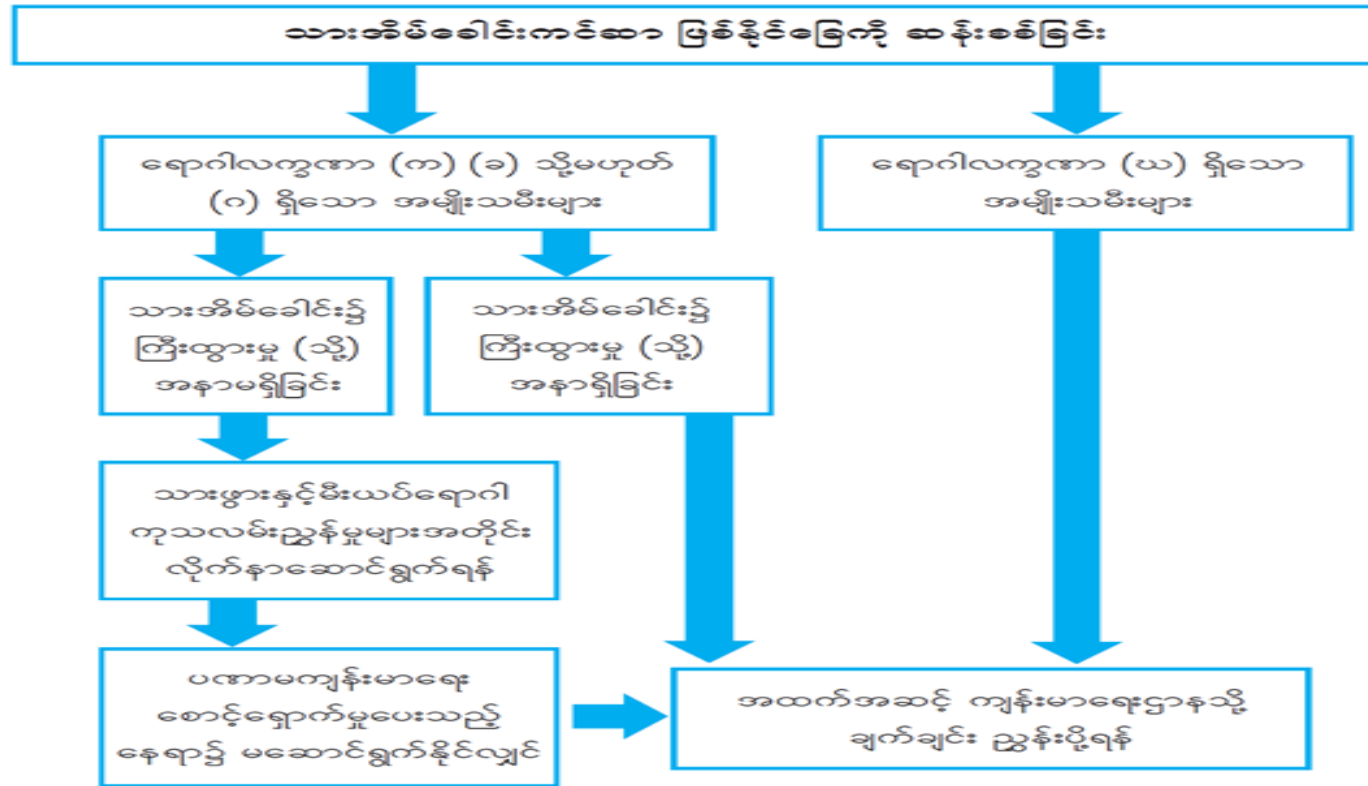 သားအိမ်ခေါင်းကင်ဆာ ဖြစ်နိုင်ခြေကို ဆန်းစစ်ခြင်း
ရောဂါလက္ခဏာ (က) (ခ) သို့မဟုတ်
(ဂ) ရှိသော အမျိုးသမီးများ
ရောဂါလက္ခဏာ (ဃ) ရှိသော
အမျိုးသမီးများ
သားအိမ်ခေါင်း၌
ကြီးထွားမှု (သို့)
အနာမရှိခြင်း
သားအိမ်ခေါင်း၌
ကြီးထွားမှု (သို့)
အနာရှိခြင်း
သားဖွားနှင့်မီးယပ်ရောဂါ
ကုသလမ်းညွှန်မှုများအတိုင်း
လိုက်နာဆောင်ရွက်ရန်
ပဏာမကျန်းမာရေး
စောင့်ရှောက်မှုပေးသည့်
နေရာ၌ မဆောင်ရွက်နိုင်လျှင်
အထက်အဆင့် ကျန်းမာရေးဌာနသို့
ချက်ချင်း ညွှန်းပို့ရန်